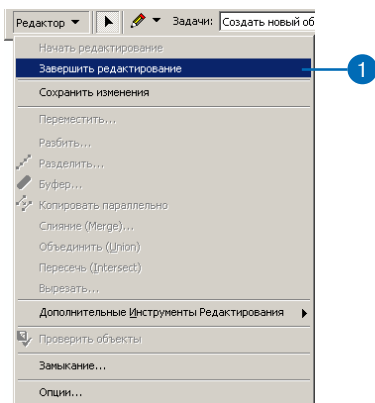 Редактор Задачи: Создать новый об
Начать редактирование
Завершить редактирование
1
Сохранить изменения
Переместить...
Разбить...
Разделить...
Буфер...
Копировать параллельно
Слияние (Merge)...
Объединить (Union)
Пересечь (Intersect)
Вырезать...
Дополнительные Инструменты Редактирования
Проверить объекты
Замыкание...
Опции...